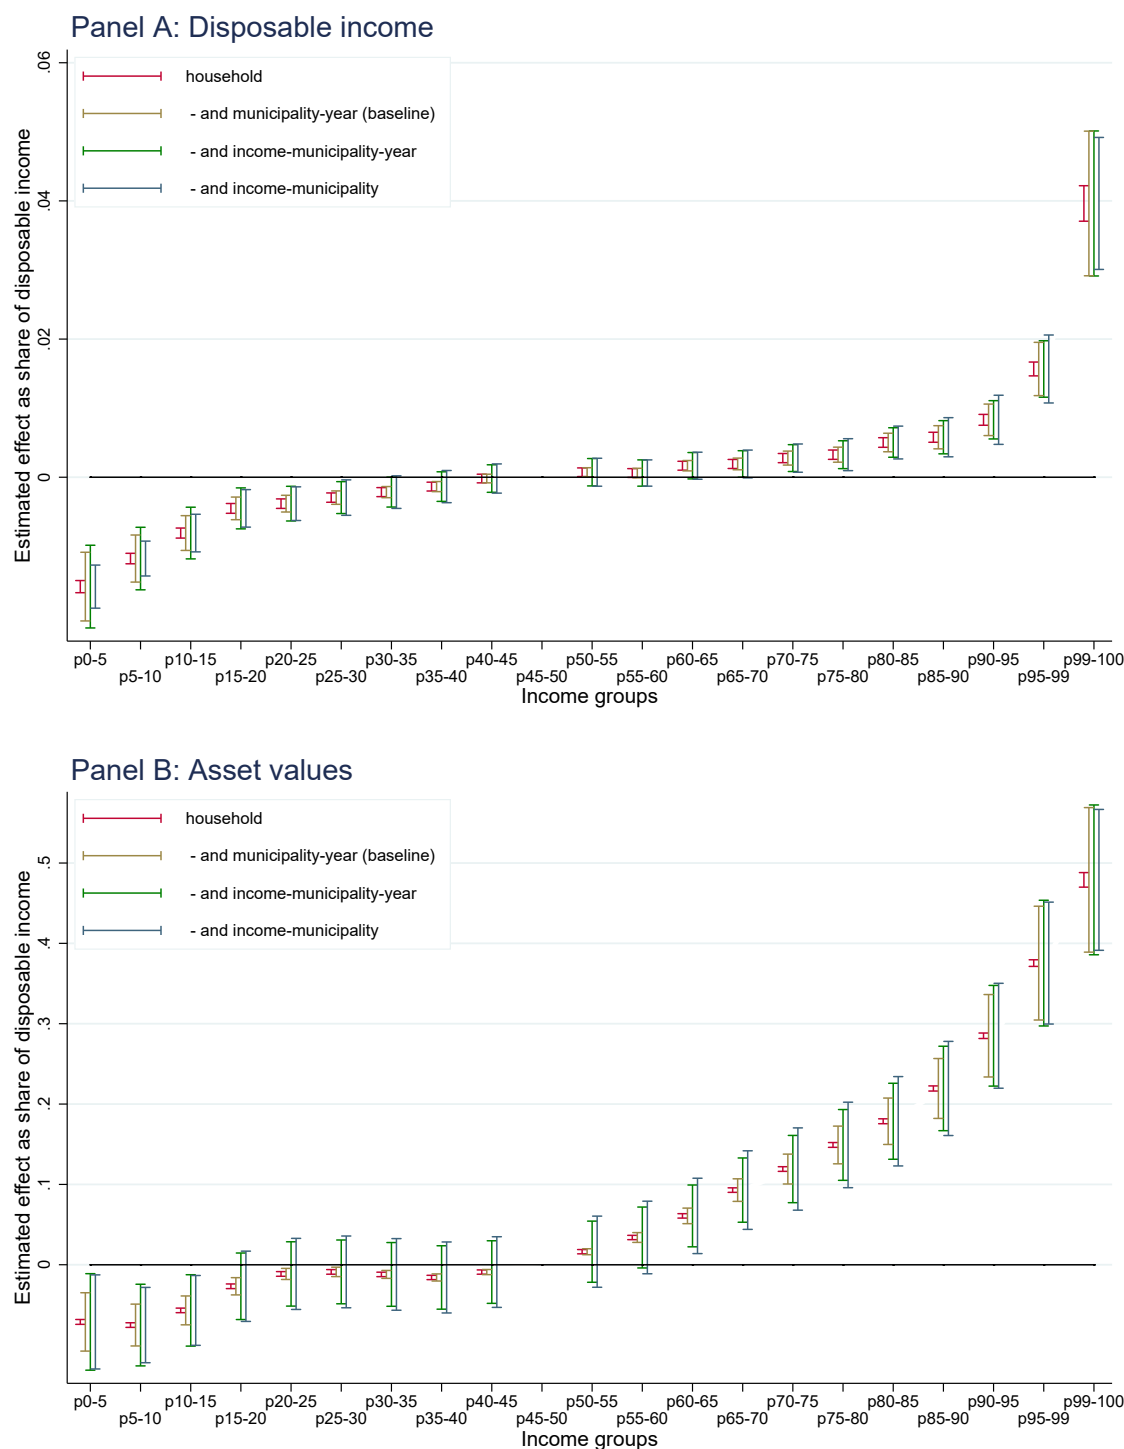 Panel A: Disposable income
.06
.04
.02
0
Estimated effect as share of disposable income
household
- and municipality-year (baseline)
- and income-municipality-year
- and income-municipality
p0-5 p10-15 p20-25 p30-35 p40-45 p50-55 p60-65 p70-75 p80-85 p90-95 p99-100
p5-10 p15-20 p25-30 p35-40 p45-50 p55-60 p65-70 p75-80 p85-90 p95-99
Income groups
Panel B: Asset values
.5
.4
.3
.2
.1
0
Estimated effect as share of disposable income
household
- and municipality-year (baseline)
- and income-municipality-year
- and income-municipality
p0-5 p10-15 p20-25 p30-35 p40-45 p50-55 p60-65 p70-75 p80-85 p90-95 p99-100
p5-10 p15-20 p25-30 p35-40 p45-50 p55-60 p65-70 p75-80 p85-90 p95-99
Income groups